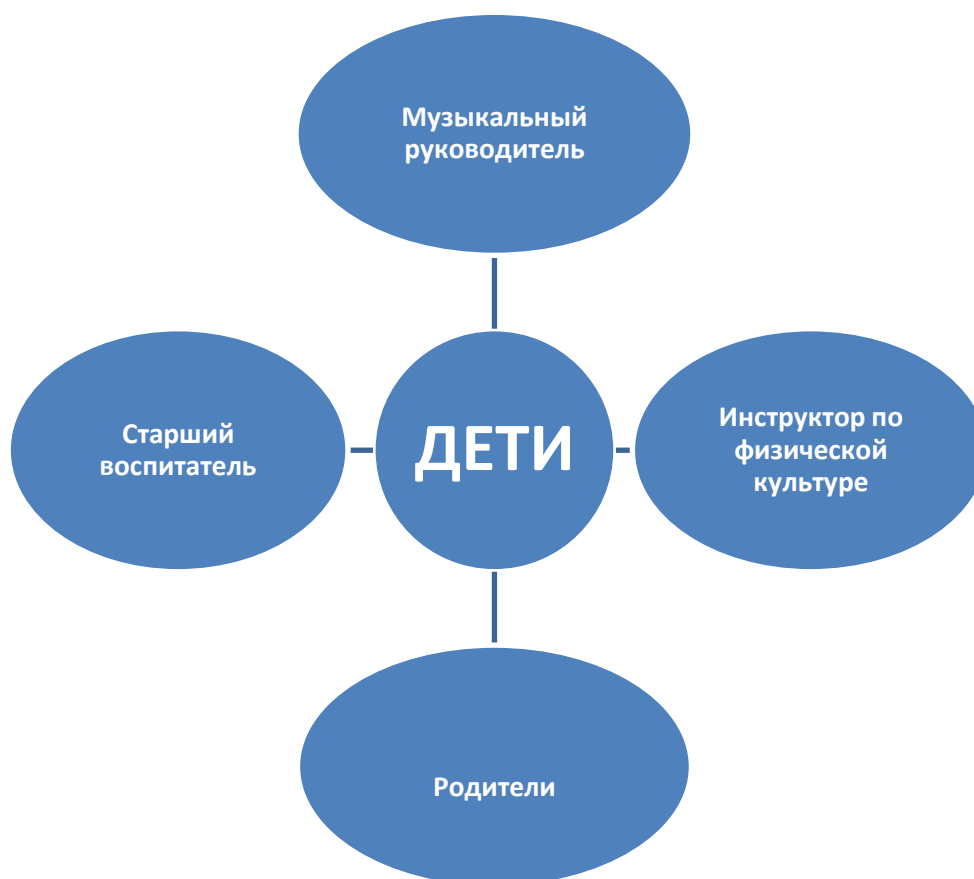 Музыкальный
руководитель
Старший
воспитатель
ДЕТИ
Инструктор по
физической
культуре
Родители